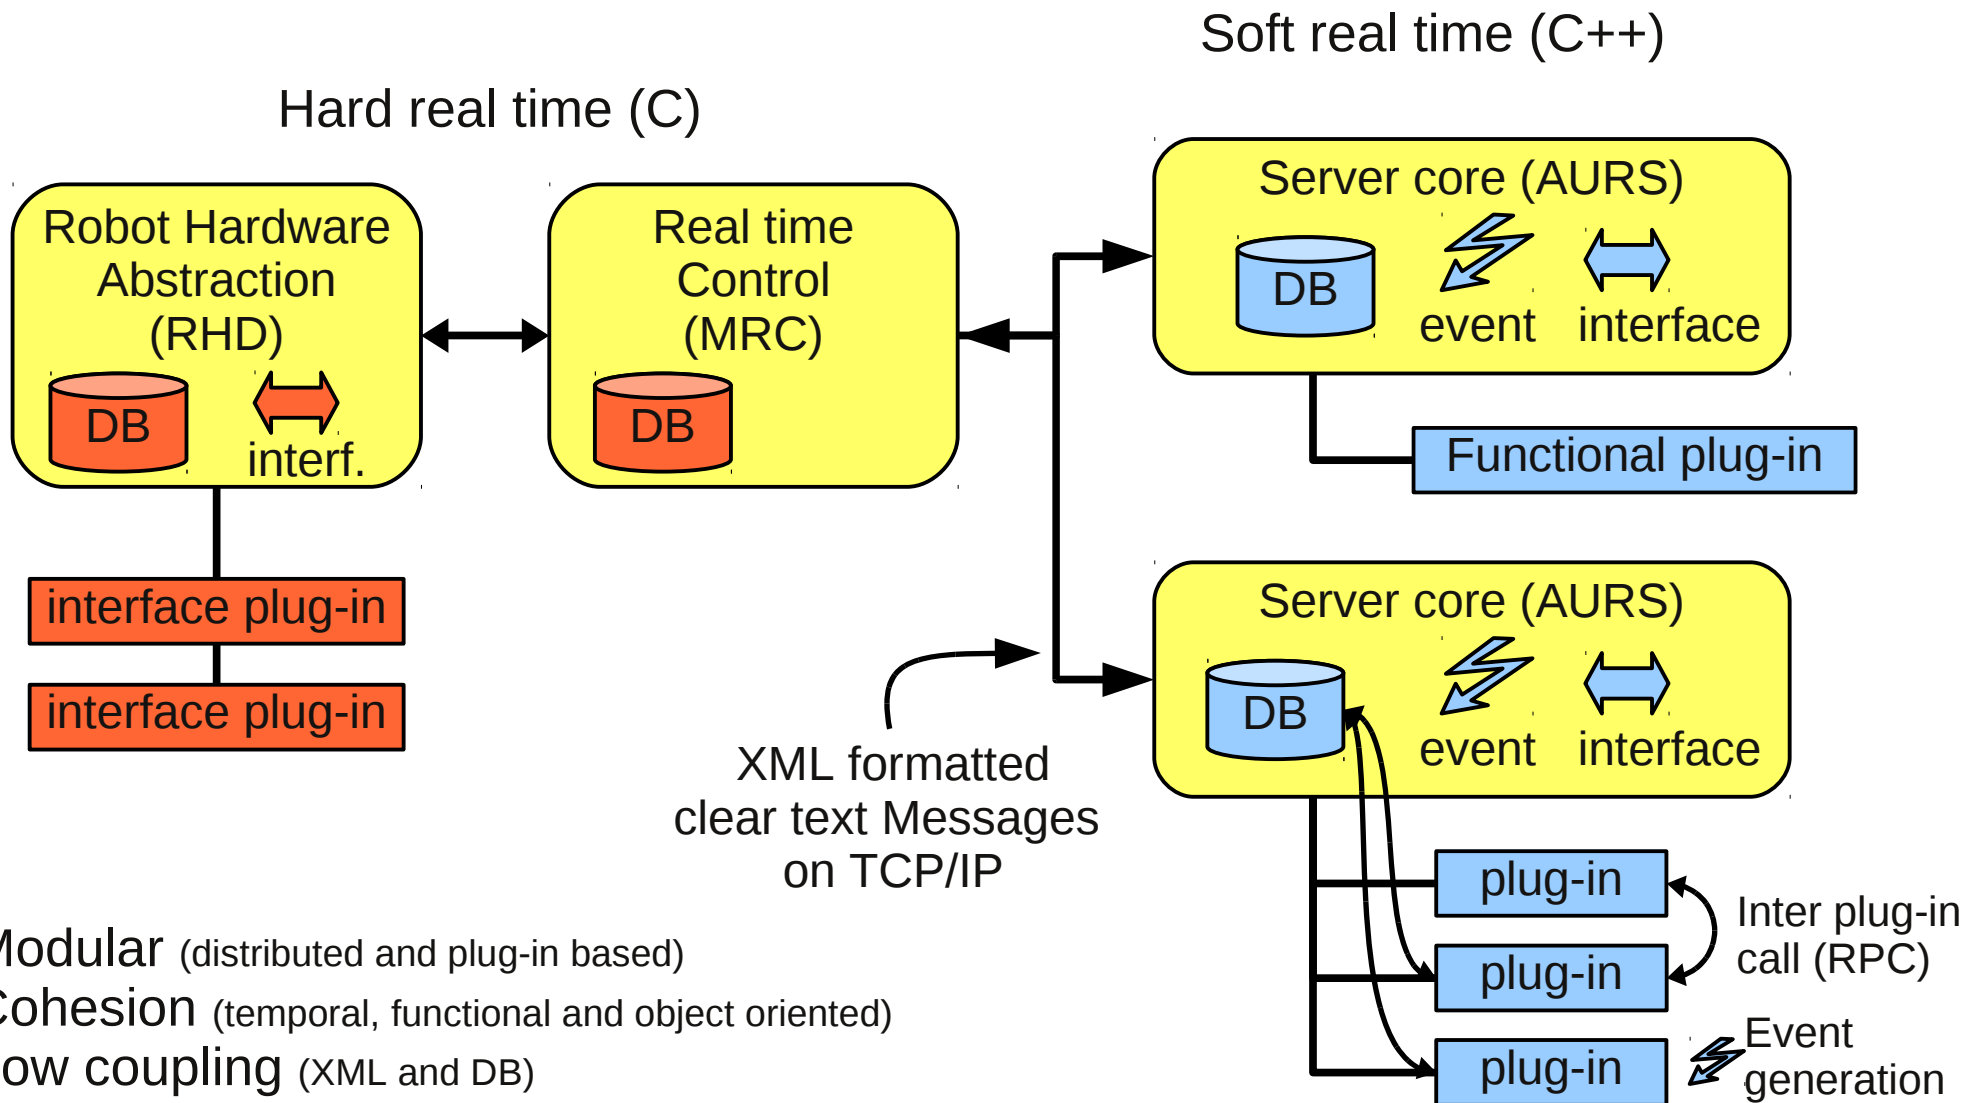 Soft real time (C++)
Hard real time (C)
Robot Hardware
Abstraction
(RHD)
DB
interf.
interface plug-in
interface plug-in
Real time
Control
(MRC)
DB
Server core (AURS)
DB
event
interface
Functional plug-in
Server core (AURS)
DB
event
interface
XML formatted
clear text Messages
on TCP/IP
plug-in
plug-in
plug-in
Inter plug-in
call (RPC)
Event
generation
Modular (distributed and plug-in based)
Cohesion (temporal, functional and object oriented)
ow coupling (XML and DB)